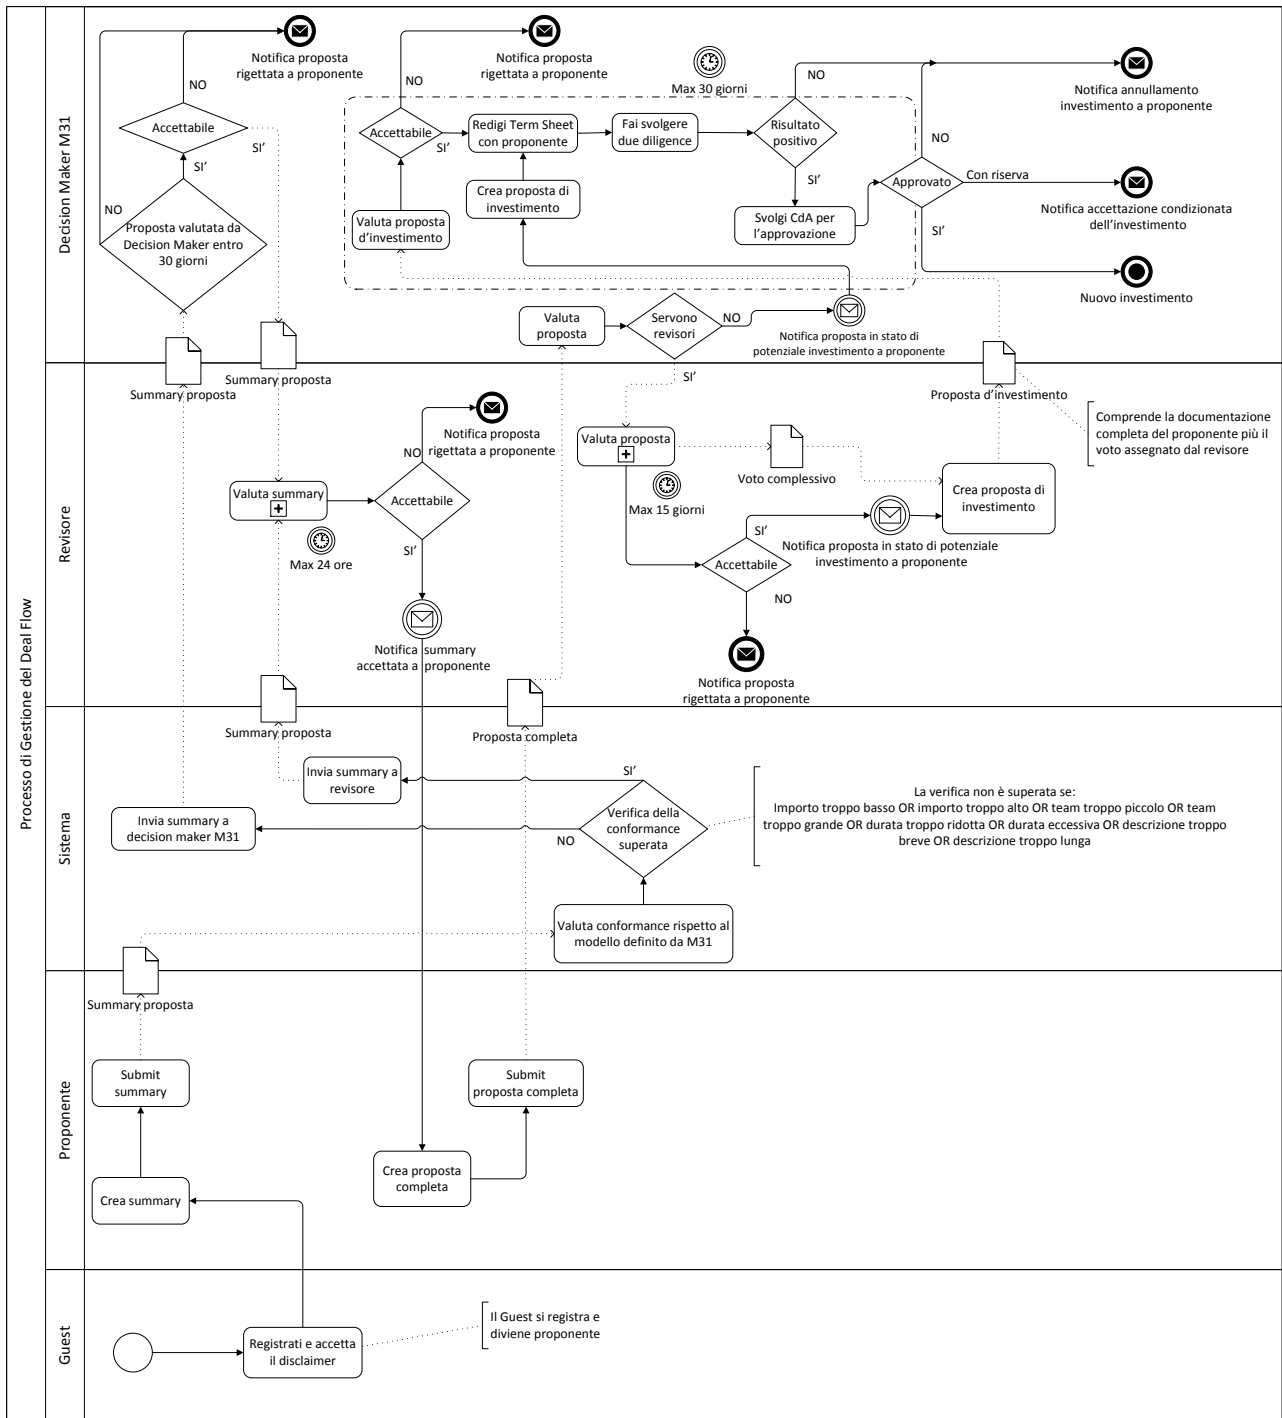 Processo di Gestione del Deal Flow
Decision Maker M31
Notifica proposta
rigettata a proponente
NO
Accettabile
SI'
SI'
NO
Proposta valutata da
Decision Maker entro
30 giorni
Notifica proposta
rigettata a proponente
NO
Accettabile
SI'
Redigi Term Sheet
con proponente
Fai svolgere
due diligence
Max 30 giorni
Risultato
positivo
NO
SI'
Crea proposta di
investimento
Valuta proposta
d'investimento
Svolgi CdA per
l'approvazione
Approvato
NO
Con riserva
SI'
Notifica annullamento
investimento a proponente
Notifica accettazione condizionata
dell'investimento
Nuovo investimento
Valuta
proposta
Servono
revisori
NO
SI'
Notifica proposta in stato di
potenziale investimento a proponente
Summary proposta
Summary proposta
Proposta d'investimento
Revisore
Comprende la documentazione
completa del proponente più il
voto assegnato dal revisore
Notifica proposta
rigettata a proponente
NO
Valuta summary
Max 24 ore
Accettabile
SI'
Notifica summary
accettata a proponente
Valuta proposta
Max 15 giorni
Voto complessivo
Crea proposta di
investimento
SI'
Notifica proposta in stato di potenziale
investimento a proponente
Accettabile
NO
Notifica proposta
rigettata a proponente
Summary proposta
Proposta completa
Sistema
Invia summary a
revisore
SI'
Invia summary a
decision maker M31
NO
Verifica della
conformance
superata
La verifica non è superata se:
Importo troppo basso OR importo troppo alto OR team troppo piccolo OR team
troppo grande OR durata troppo ridotta OR durata eccessiva OR descrizione troppo
breve OR descrizione troppo lunga
Valuta conformance rispetto al
modello definito da M31
Summary proposta
Proponente
Submit
summary
Submit
proposta completa
Crea proposta
completa
Crea summary
Guest
Registrati e accetta
il disclaimer
Il Guest si registra e
diviene proponente